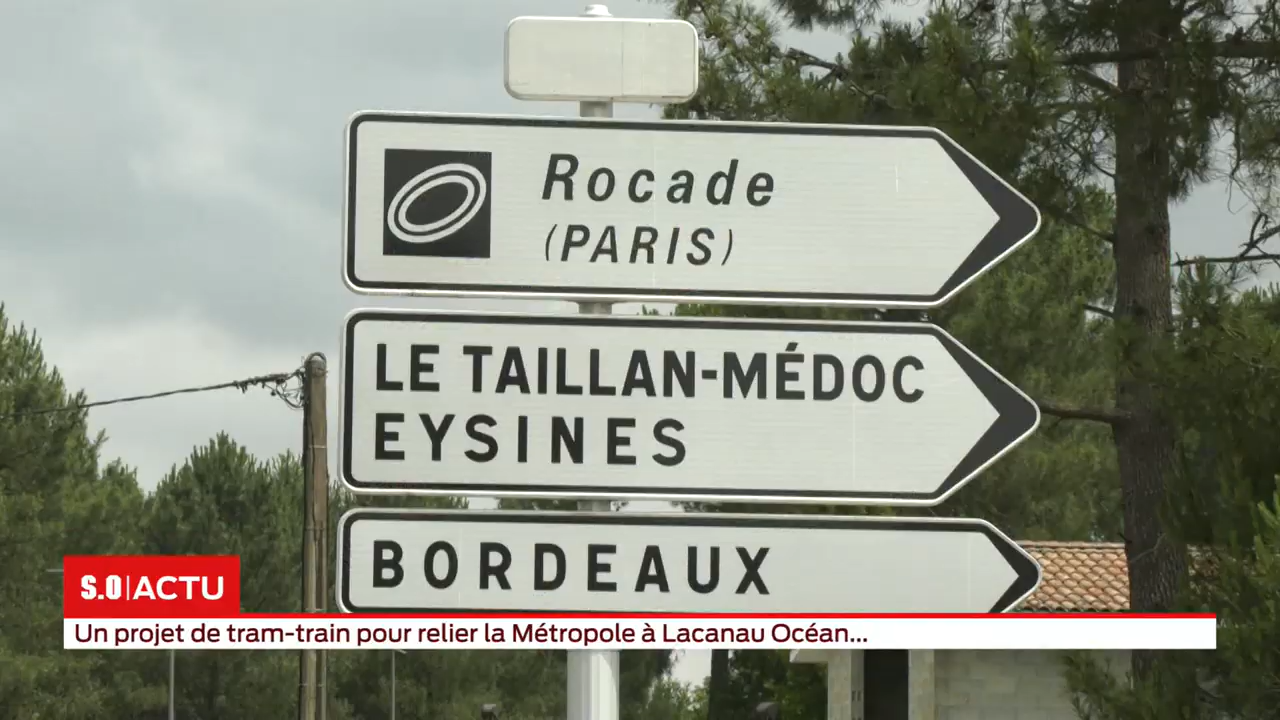 Rocade
(PARIS)
LE TAILLAN-MÉDOC
EYSINES
BORDEAUX
S.O|ACTU
Un projet de tram-train pour relier la Métropole à Lacanau Océan...